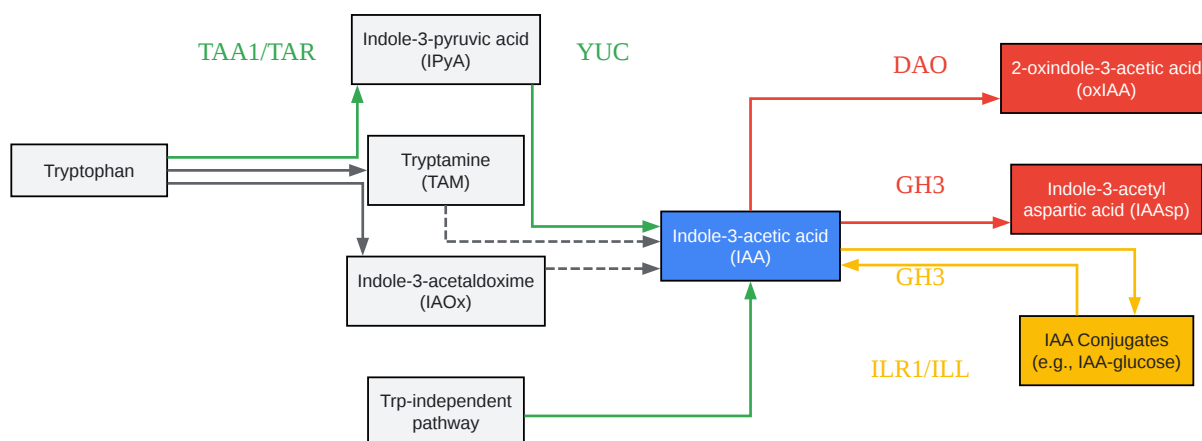 TAA1/TAR
Indole-3-pyruvic acid
(IPyA)
YUC
DAO
2-oxindole-3-acetic acid
(oxIAA)
Tryptophan
Tryptamine
(TAM)
GH3
Indole-3-acetyl
aspartic acid (IAAsp)
Indole-3-acetic acid
(IAA)
Indole-3-acetaldoxime
(IAOx)
GH3
IAA Conjugates
(e.g., IAA-glucose)
ILR1/ILL
Trp-independent
pathway